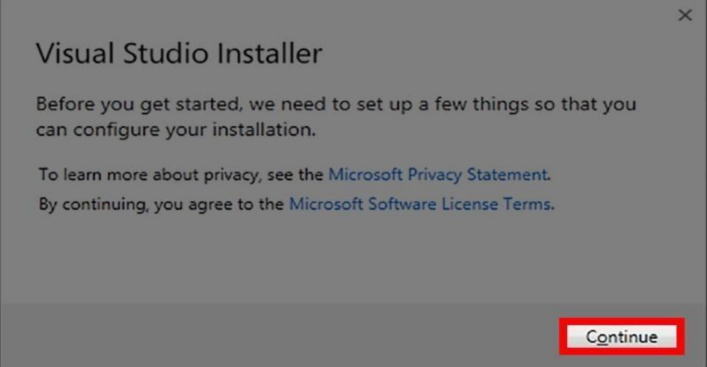 Visual Studio Installer
Before you get started, we need to set up a few things so that you
can configure your installation.
To learn more about privacy, see the Microsoft Privacy Statement.
By continuing, you agree to the Microsoft Software License Terms.
Continue